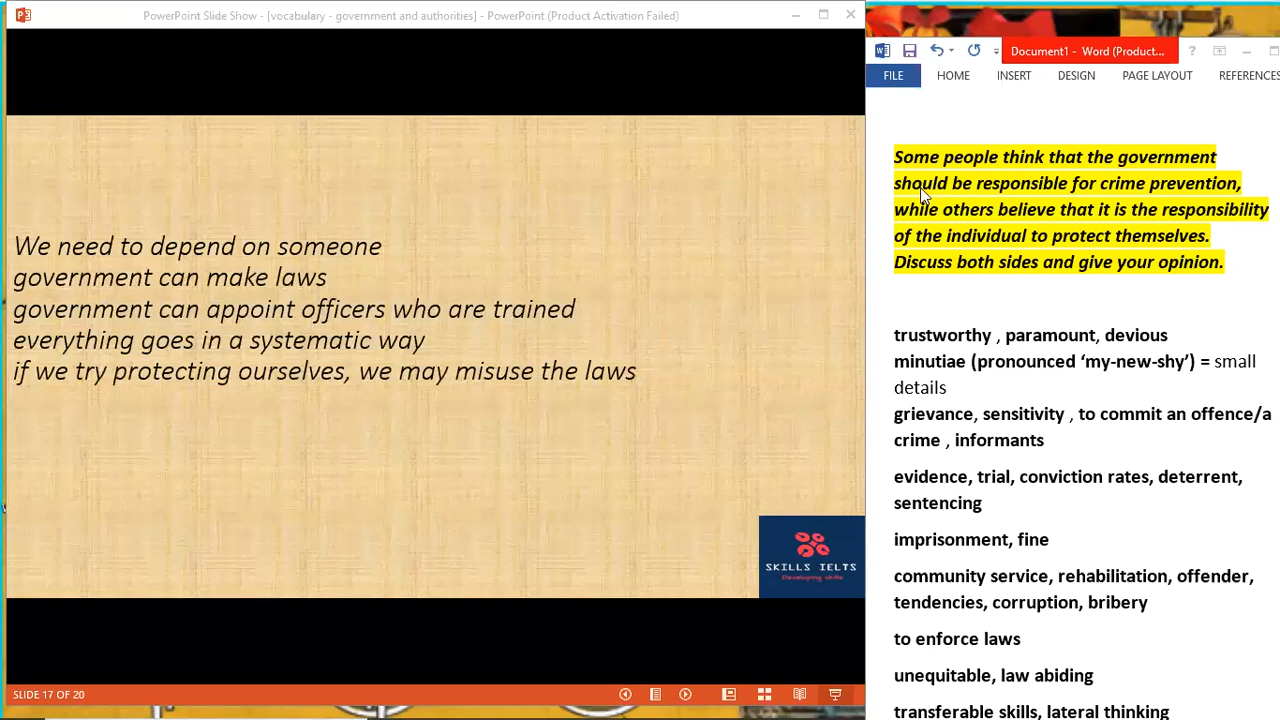 PowerPoint Slide Show - [vocabulary - government and authorities] - PowerPoint (Product Activation Failed)
We need to depend on someone
government can make laws
government can appoint officers who are trained
everything goes in a systematic way
if we try protecting ourselves, we may misuse the laws
SKILLS IELTS
Developing skills
SLIDE 17 OF 20
Document1 - Word (Product...
FILE HOME INSERT DESIGN PAGE LAYOUT REFERENCES
Some people think that the government
should be responsible for crime prevention,
while others believe that it is the responsibility
of the individual to protect themselves.
Discuss both sides and give your opinion.
trustworthy , paramount, devious
minutiae (pronounced ‘my-new-shy’) = small
details
grievance, sensitivity , to commit an offence/a
crime , informants
evidence, trial, conviction rates, deterrent,
sentencing
imprisonment, fine
community service, rehabilitation, offender,
tendencies, corruption, bribery
to enforce laws
unequitable, law abiding
transferable skills, lateral thinking